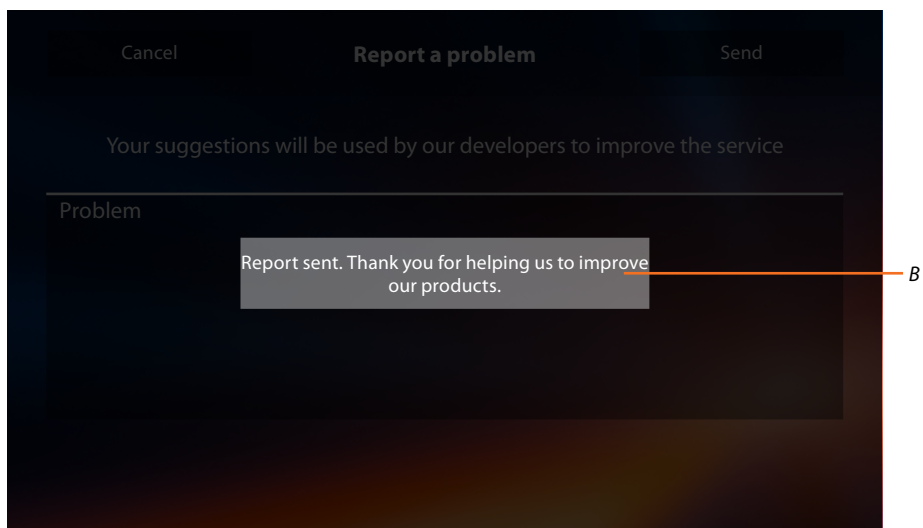 Cancel
Report a problem
Send
Your suggestions will be used by our developers to improve the service
Problem
Report sent. Thank you for helping us to improve
our products.
B